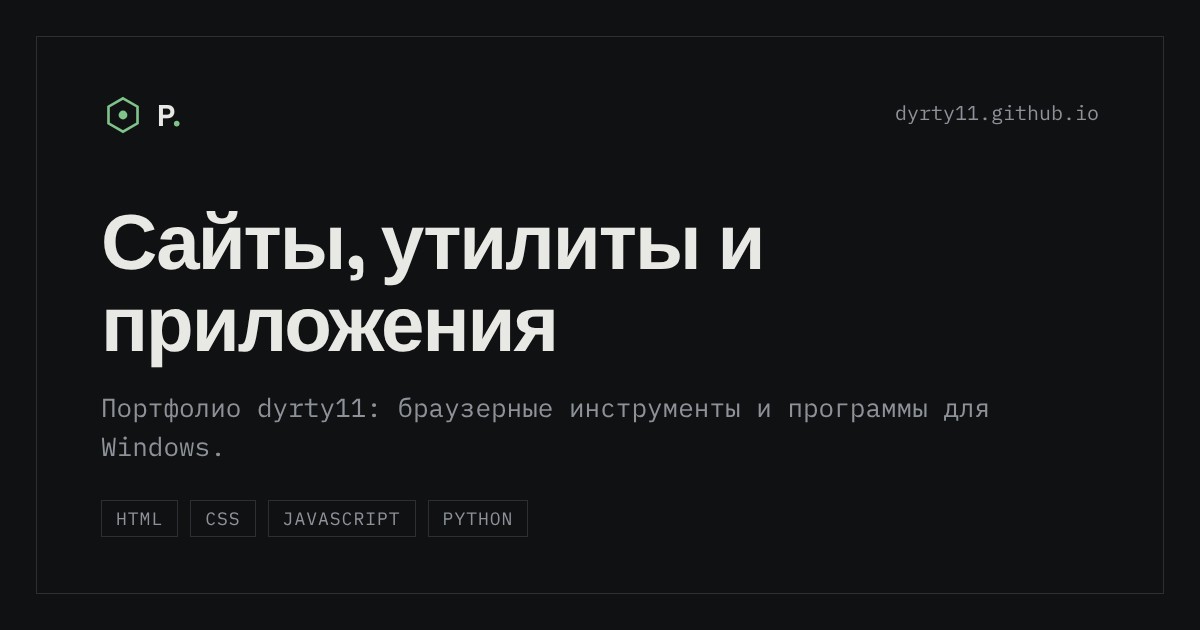 P.
dyrty11.github.io
Сайты, утилиты и
приложения
Портфолио dyrty11: браузерные инструменты и программы для
Windows.
HTML
CSS
JAVASCRIPT
PYTHON